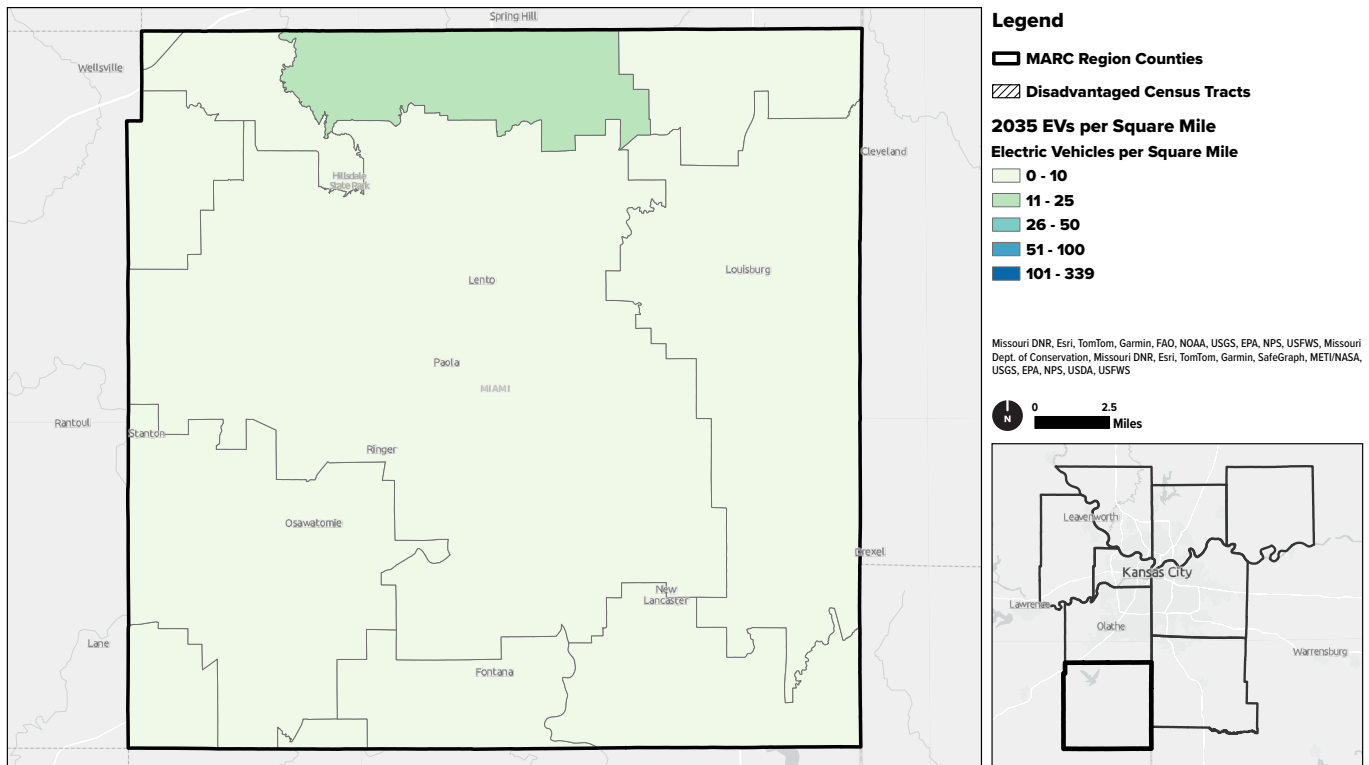 Spring Hill
Wellsville
Cleveland
Hillsdale
State Park
Lento
Louisburg
Paola
MIAMI
Rantoul
Stanton
Ringer
Osawatomie
Drexel
New
Lancaster
Lane
Fontana
Legend
MARC Region Counties
Disadvantaged Census Tracts
2035 EVs per Square Mile
Electric Vehicles per Square Mile
0 - 10
11 - 25
26 - 50
51 - 100
101 - 339
Missouri DNR, Esri, TomTom, Garmin, FAO, NOAA, USGS, EPA, NPS, USFWS, Missouri
Dept. of Conservation, Missouri DNR, Esri, TomTom, Garmin, SafeGraph, METI/NASA,
USGS, EPA, NPS, USDA, USFWS
N
0 2.5
Miles
Leavenworth
Kansas City
Lawrence
Olathe
Warrensburg